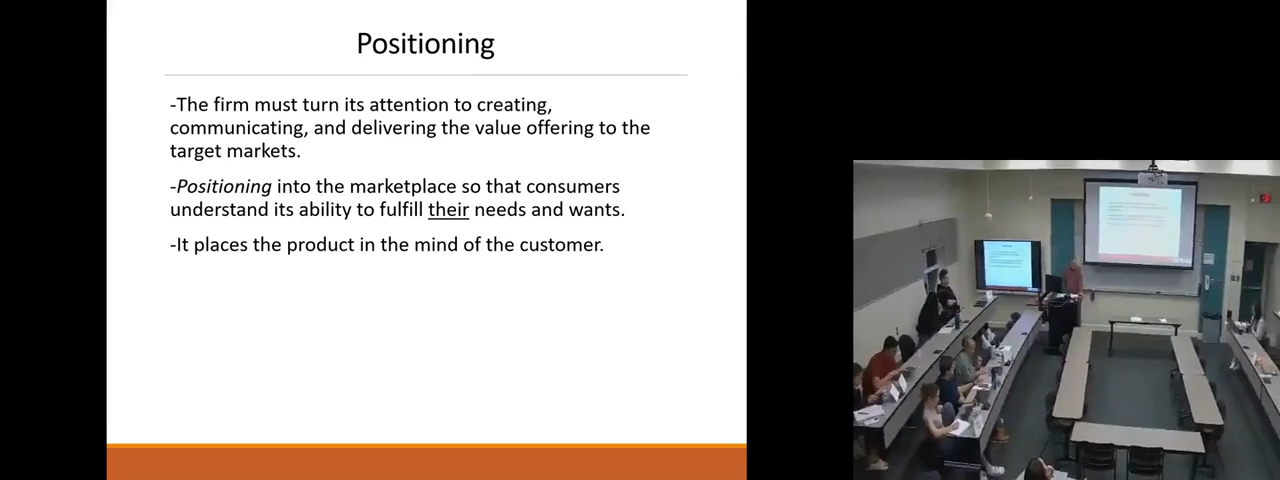 Positioning
-The firm must turn its attention to creating,
communicating, and delivering the value offering to the
target markets.
-Positioning into the marketplace so that consumers
understand its ability to fulfill their needs and wants.
-It places the product in the mind of the customer.